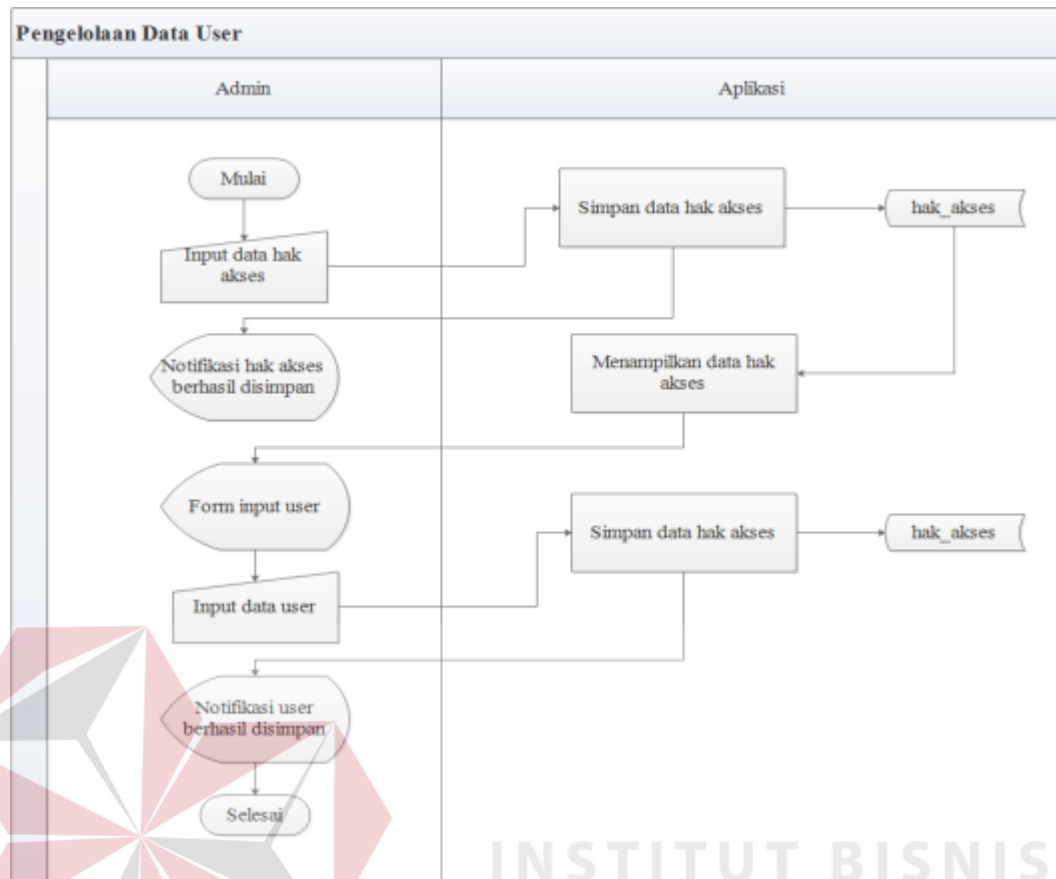 Pengelolaan Data User
Admin
Aplikasi
Mulai
Simpan data hak akses
hak_akses
Input data hak
akses
Notifikasi hak akses
berhasil disimpan
Menampilkan data hak
akses
Form input user
Simpan data hak akses
hak_akses
Input data user
Notifikasi user
berhasil disimpan
Selesai
INSTITUT BISNIS